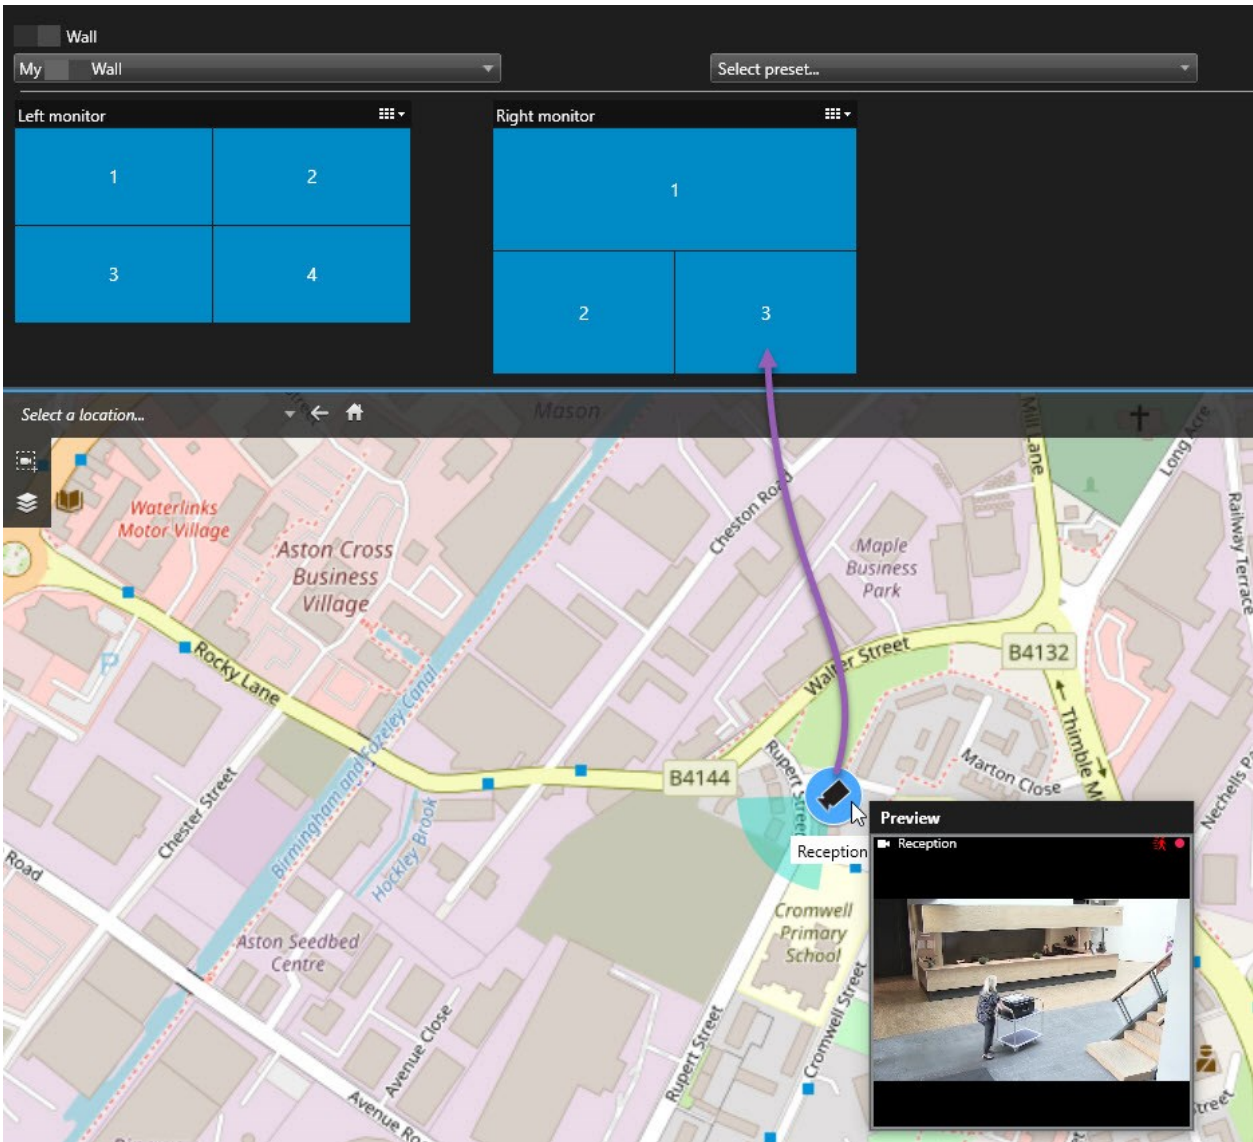 Wall
My Wall
Select preset...
Left monitor
Right monitor
1
2
3
4
1
2
3
Select a location...
Mason
Mill Lane
Long Acre
Railway Terrace
Waterlinks
Motor Village
Aston Cross
Business
Village
Cheston Road
Maple
Business
Park
Walter Street
B4132
P
Rocky Lane
Birmingham and Fazeley Canal
Thimble M
Rupert Street
Marton Close
B4144
Nechells P
Chester Street
Hockley Brook
Preview
Reception
Reception
Road
Cromwell
Primary
School
Aston Seedbed
Centre
Avenue Close
Rupert Street
Cromwell Street
Avenue Ro
treet